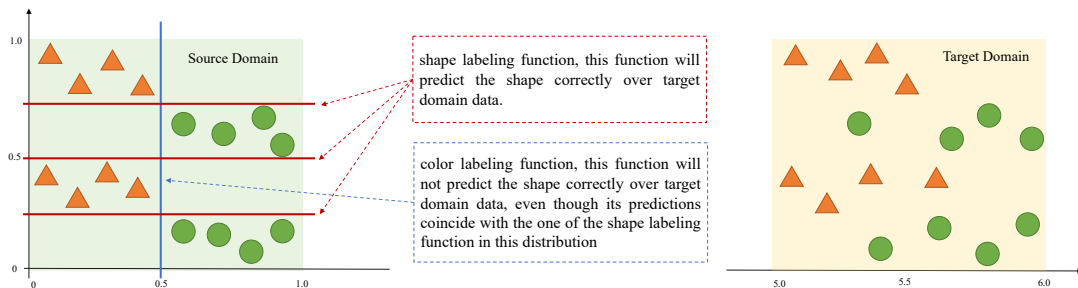 1.0
Source Domain
0.5
0
0
0.5
1.0
shape labeling function, this function will
predict the shape correctly over target
domain data.
color labeling function, this function will
not predict the shape correctly over target
domain data, even though its predictions
coincide with the one of the shape labeling
function in this distribution
Target Domain
5.0
5.5
6.0